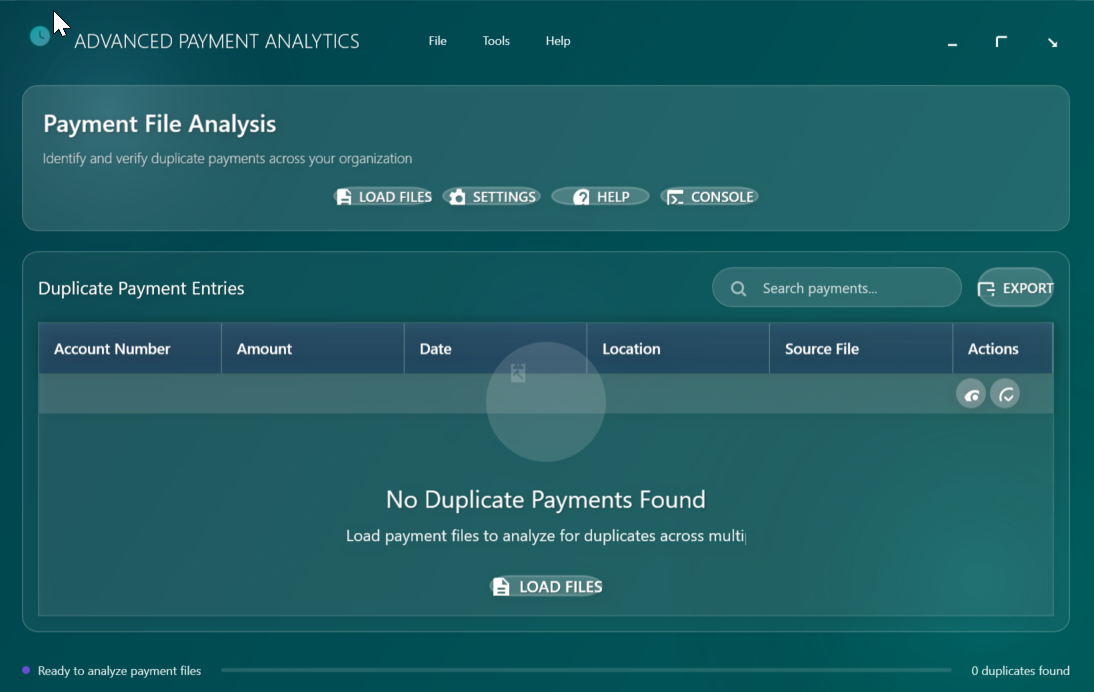 ADVANCED PAYMENT ANALYTICS File Tools Help
Payment File Analysis
Identify and verify duplicate payments across your organization
LOAD FILES SETTINGS HELP CONSOLE
Duplicate Payment Entries Search payments... EXPORT
Account Number Amount Date Location Source File Actions
No Duplicate Payments Found
Load payment files to analyze for duplicates across multi
LOAD FILES
Ready to analyze payment files 0 duplicates found